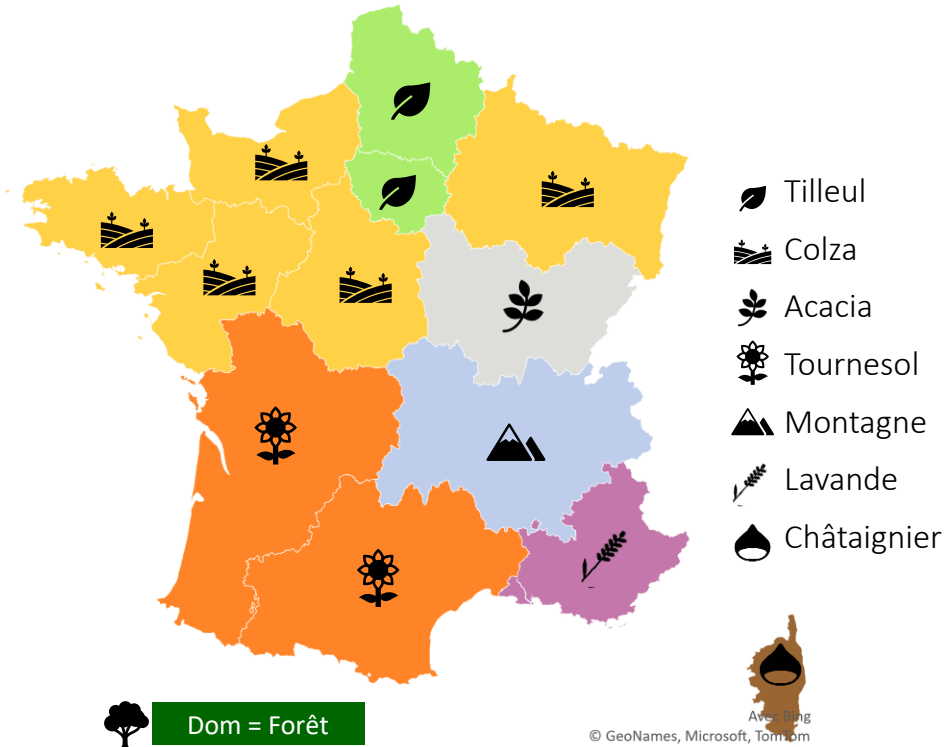 Tilleul
Colza
Acacia
Tournesol
Montagne
Lavande
Châtaignier
Dom = Forêt
Avec Bing
© GeoNames, Microsoft, TomTom